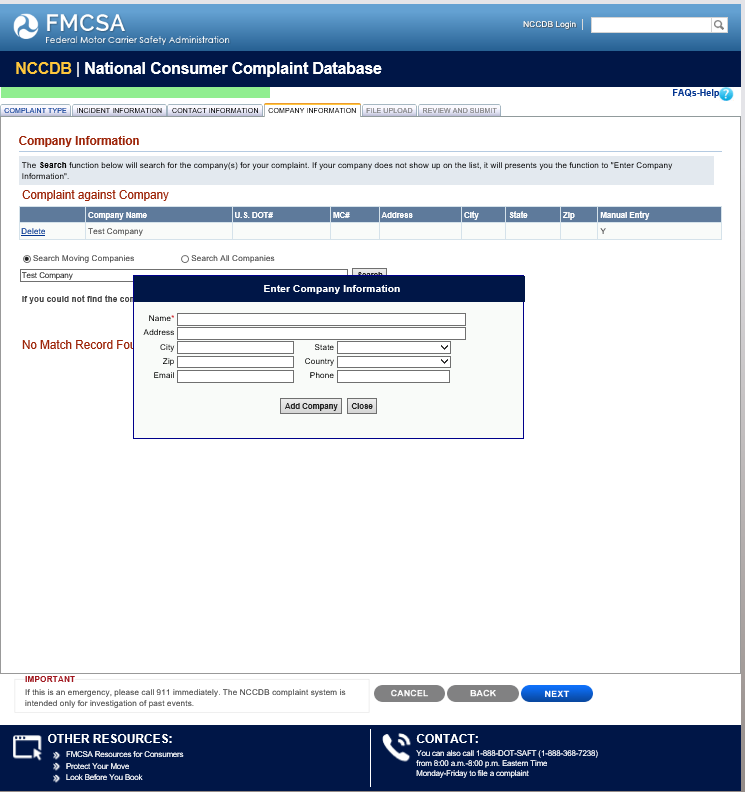 FMCSA
Federal Motor Carrier Safety Administration
NCCDB Login
NCCDB | National Consumer Complaint Database
FAQs-Help?
COMPLAINT TYPE INCIDENT INFORMATION CONTACT INFORMATION COMPANY INFORMATION FILE UPLOAD REVIEW AND SUBMIT
Company Information
The Search function below will search for the company(s) for your complaint. If your company does not show up on the list, it will presents you the function to "Enter Company
Information".
Complaint against Company
Company Name U.S. DOT# MC# Address City State Zip Manual Entry
Delete Test Company Y
Search Moving Companies Search All Companies
Test Company Search
If you could not find the
No Match Record
Enter Company Information
Name*
Address
City State
Zip Country
Email Phone
Add Company Close
IMPORTANT
If this is an emergency, please call 911 immediately. The NCCDB complaint system is
intended only for investigation of past events.
CANCEL BACK NEXT
OTHER RESOURCES:
FMCSA Resources for Consumers
Protect Your Move
Look Before You Book
CONTACT:
You can also call 1-888-DOT-SAFT (1-888-368-7238)
from 8:00 a.m.-8:00 p.m. Eastern Time
Monday-Friday to file a complaint